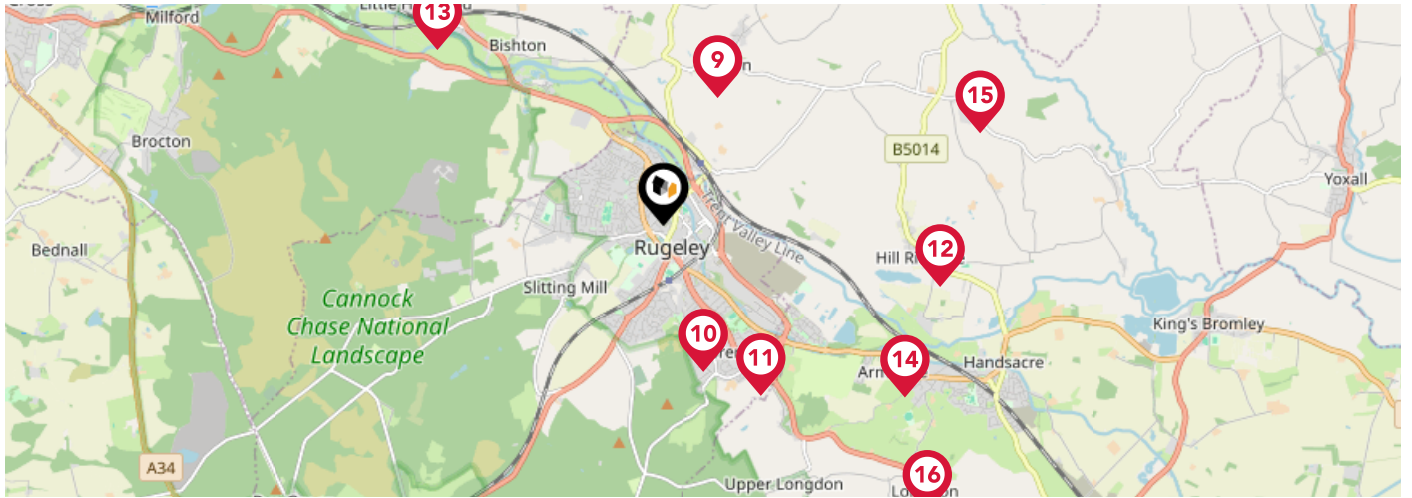 Milford
13
Bishton
9
15
Brocton
B5014
Yoxall
Trent Valley Line
Rugeley
Bednall
12
Slitting Mill
Cannock
Chase National
Landscape
King's Bromley
10
11
14
Handsacre
A34
16
Upper Longdon